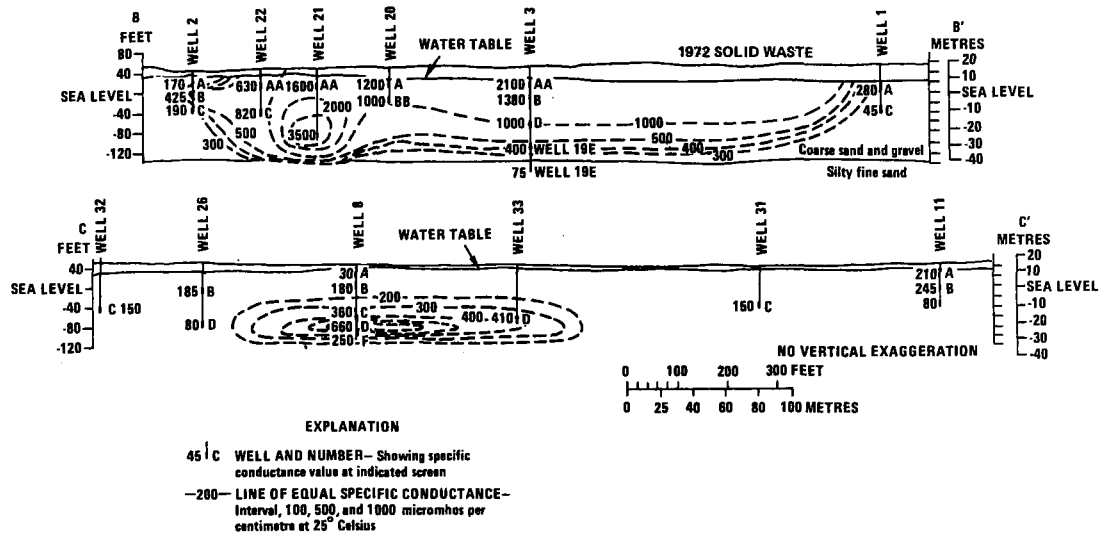 B
FEET
WELL 2
WELL 22
WELL 21
WELL 20
WELL 3
WELL 1
B'
METRES
WATER TABLE
1972 SOLID WASTE
80
40
SEA LEVEL
-40
-80
-120
20
10
SEA LEVEL
-10
-20
-30
-40
170 A
425 B
190 C
630 AA
820 C
1600 AA
2000
3500
1200 A
1000 BB
2100 AA
1380 B
1000 D
400 WELL 19E
75 WELL 19E
280 A
45 C
300
500
1000
500
400
300
Coarse sand and gravel
Silty fine sand
C
FEET
WELL 32
WELL 26
WELL 8
WELL 33
WELL 31
WELL 11
C'
METRES
WATER TABLE
40
SEA LEVEL
-40
-80
-120
20
10
SEA LEVEL
-10
-20
-30
-40
C 150
185 B
80 D
30 A
180 B
360 C
660 D
250 F
200
300
400
410 D
150 C
210 A
245 B
80
NO VERTICAL EXAGGERATION
0 100 200 300 FEET
0 25 40 60 80 100 METRES
EXPLANATION
45 C WELL AND NUMBER— Showing specific
conductance value at indicated screen
—200— LINE OF EQUAL SPECIFIC CONDUCTANCE—
Interval, 100, 500, and 1000 micromhos per
centimetre at 25° Celsius